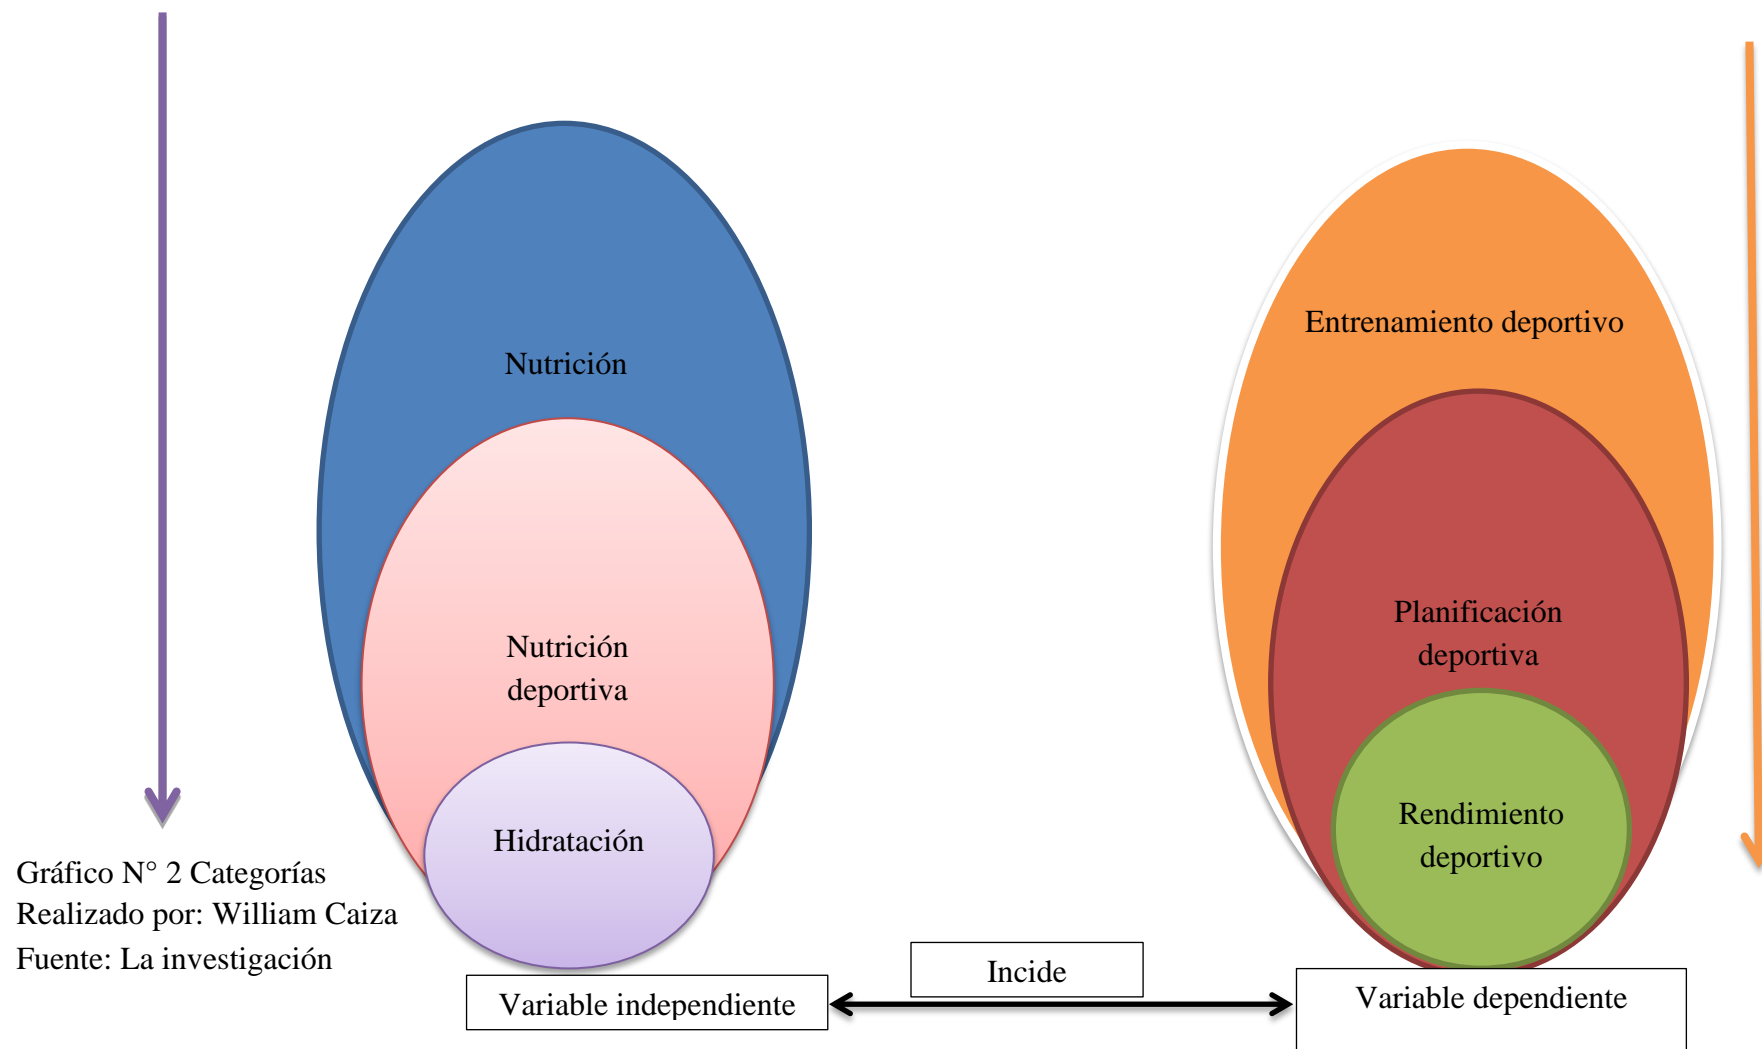 Nutrición
Nutrición
deportiva
Hidratación
Entrenamiento deportivo
Planificación
deportiva
Rendimiento
deportivo
Gráfico N° 2 Categorías
Realizado por: William Caiza
Fuente: La investigación
Variable independiente
Incide
Variable dependiente